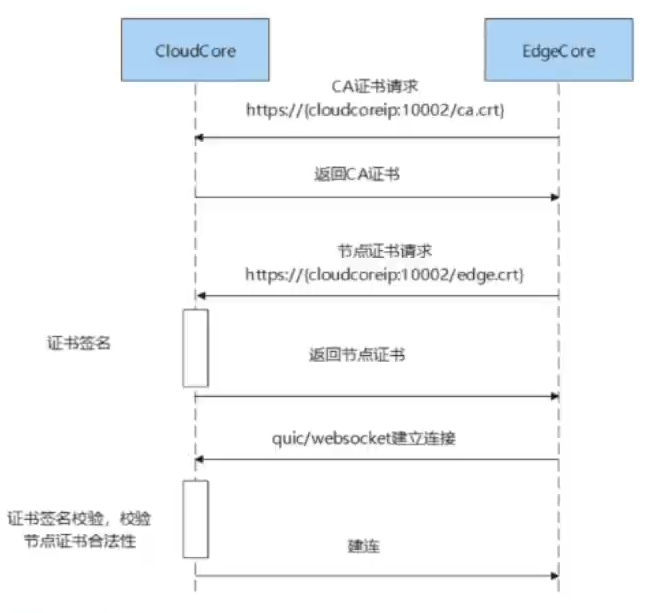 CloudCore
EdgeCore
CA证书请求
https://(cloudcoreip:10002/ca.crt)
返回CA证书
节点证书请求
https://(cloudcoreip:10002/edge.crt)
证书签名
返回节点证书
quic/websocket建立连接
证书签名校验，校验
节点证书合法性
建连